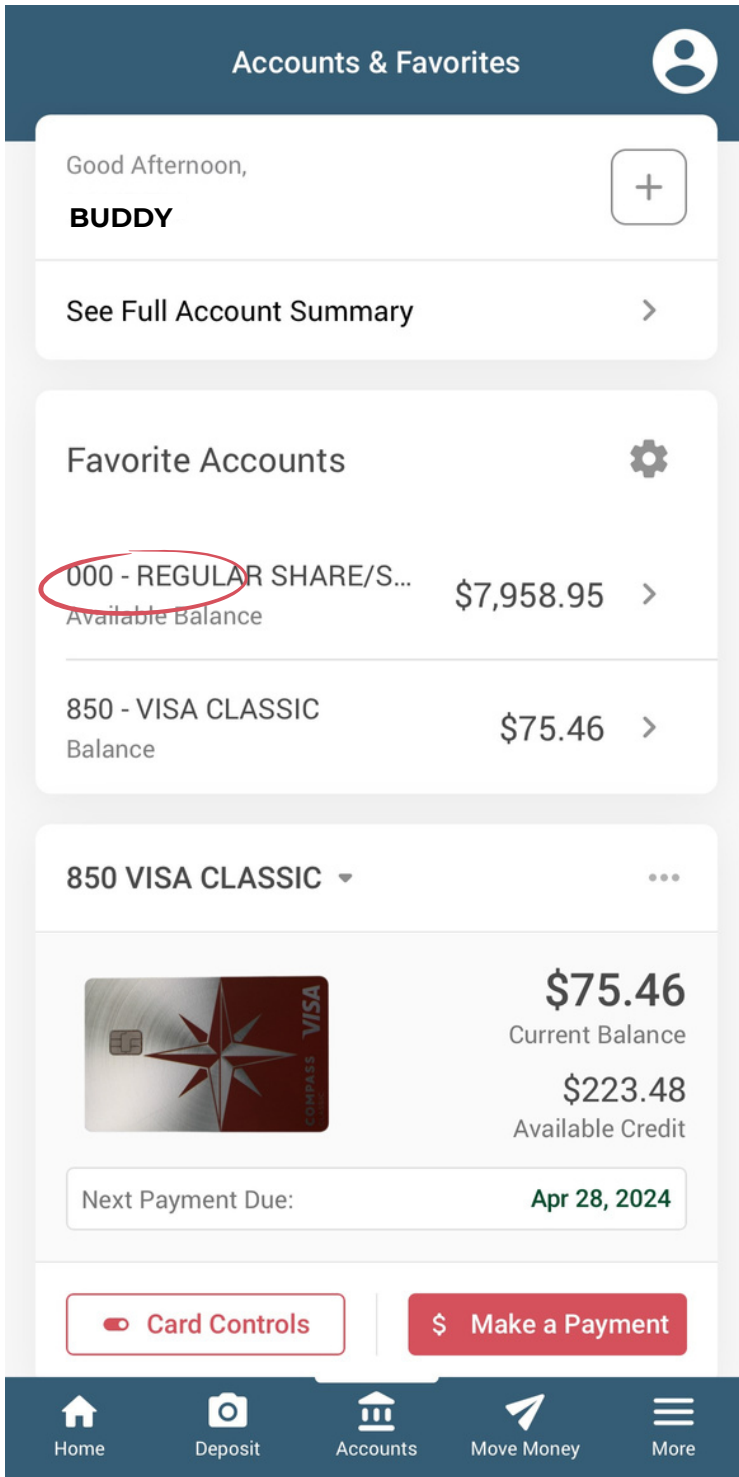 Accounts & Favorites
Good Afternoon,
BUDDY
See Full Account Summary
Favorite Accounts
000 - REGULAR SHARE/S... $7,958.95
Available Balance
850 - VISA CLASSIC $75.46
Balance
850 VISA CLASSIC
VISA
COMPASS
$75.46
Current Balance
$223.48
Available Credit
Next Payment Due: Apr 28, 2024
Card Controls $ Make a Payment
Home Deposit Accounts Move Money More